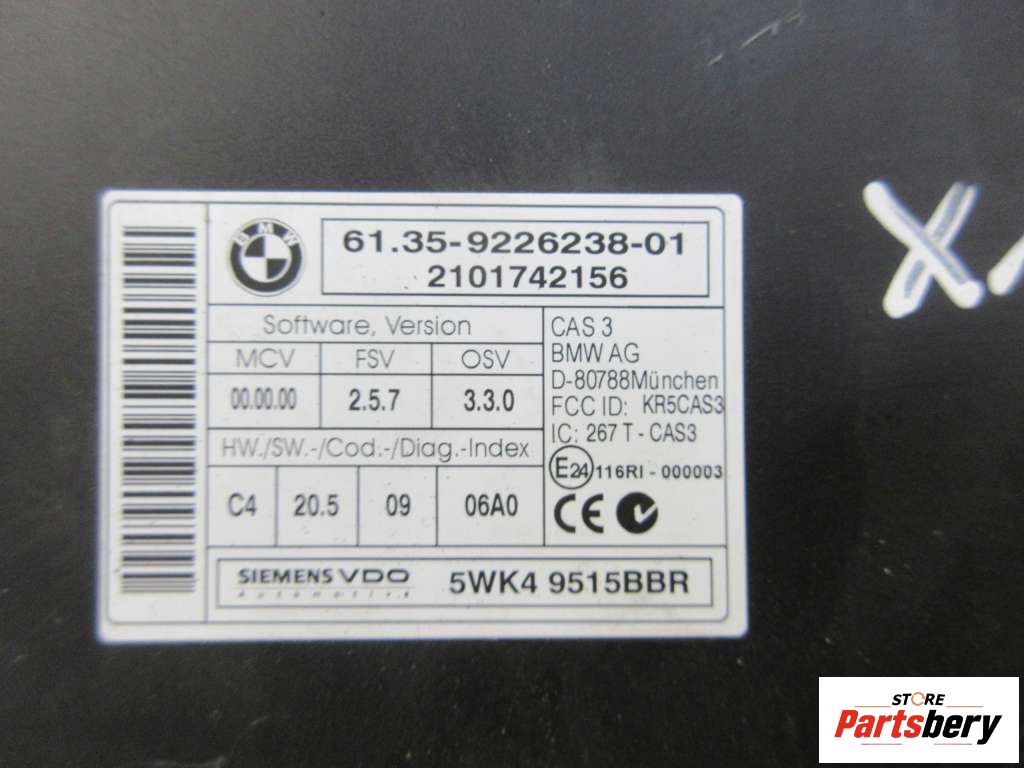 BMW
61.35-9226238-01
2101742156
Software, Version
MCV FSV OSV
00.00.00 2.5.7 3.3.0
HW./SW.-/Cod.-/Diag.-Index
C4 20.5 09 06A0
CAS 3
BMW AG
D-80788München
FCC ID: KR5CAS3
IC: 267 T - CAS3
E24 116RI - 000003
CE
SIEMENS VDO
Automotive
5WK4 9515BBR
STORE
Partsbery